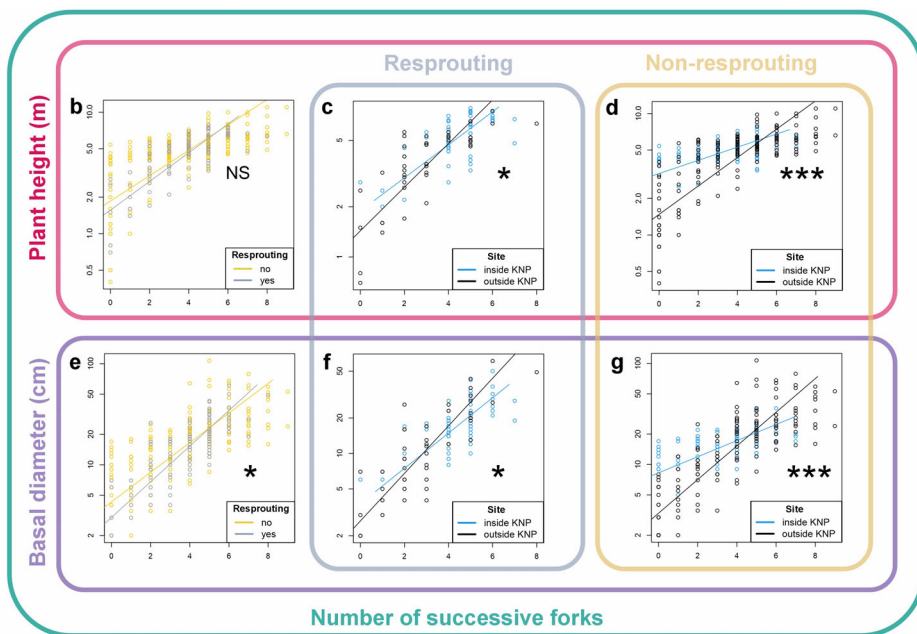 Resprouting
Non-resprouting
Plant height (m)
b
10.0
5.0
2.0
1.0
0.5
0 2 4 6 8
NS
Resprouting
no
yes
c
5
2
1
0 2 4 6 8
*
Site
inside KNP
outside KNP
d
10.0
5.0
2.0
1.0
0.5
0 2 4 6 8
***
Site
inside KNP
outside KNP
Basal diameter (cm)
e
100
50
20
10
5
2
0 2 4 6 8
*
Resprouting
no
yes
f
50
20
10
5
2
0 2 4 6 8
*
Site
inside KNP
outside KNP
g
100
50
20
10
5
2
0 2 4 6 8
***
Site
inside KNP
outside KNP
Number of successive forks